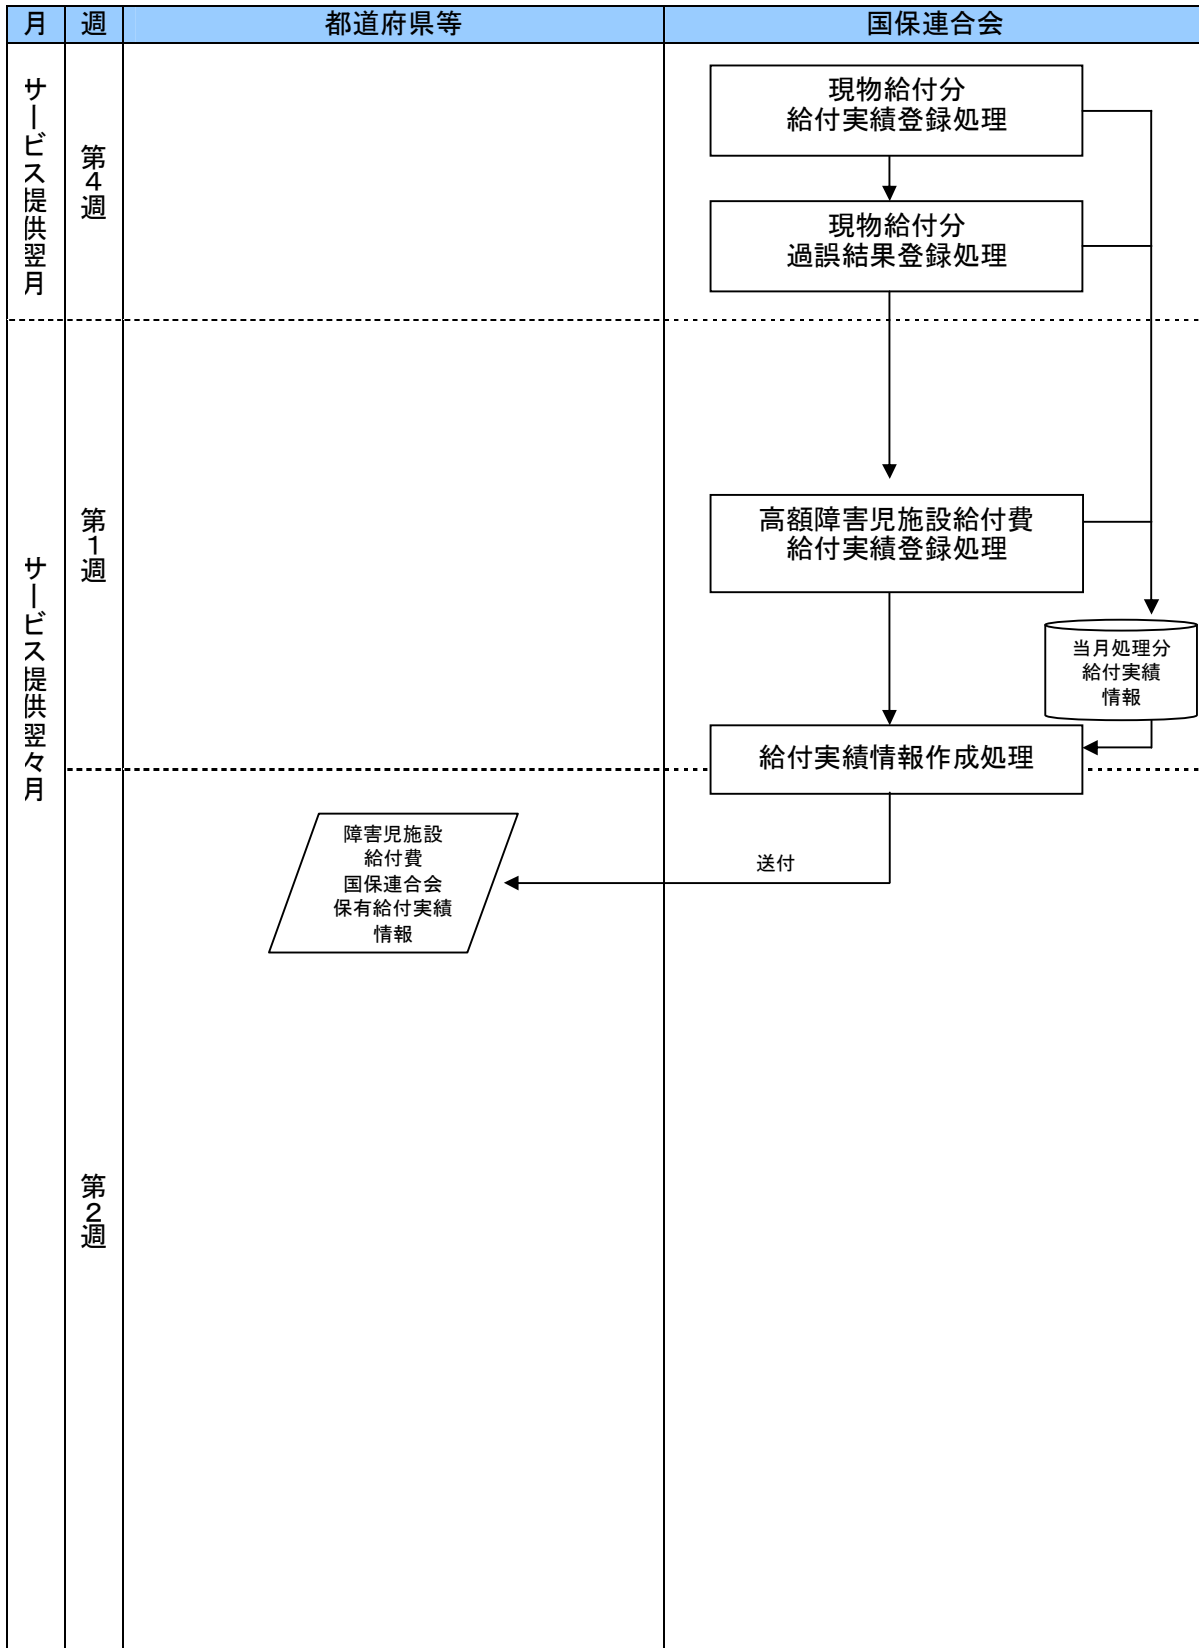 月
週
都道府県等
国保連合会
サービス提供翌月
第4週
現物給付分
給付実績登録処理
現物給付分
過誤結果登録処理
サービス提供翌々月
第1週
高額障害児施設給付費
給付実績登録処理
当月処理分
給付実績
情報
給付実績情報作成処理
第2週
障害児施設
給付費
国保連合会
保有給付実績
情報
送付